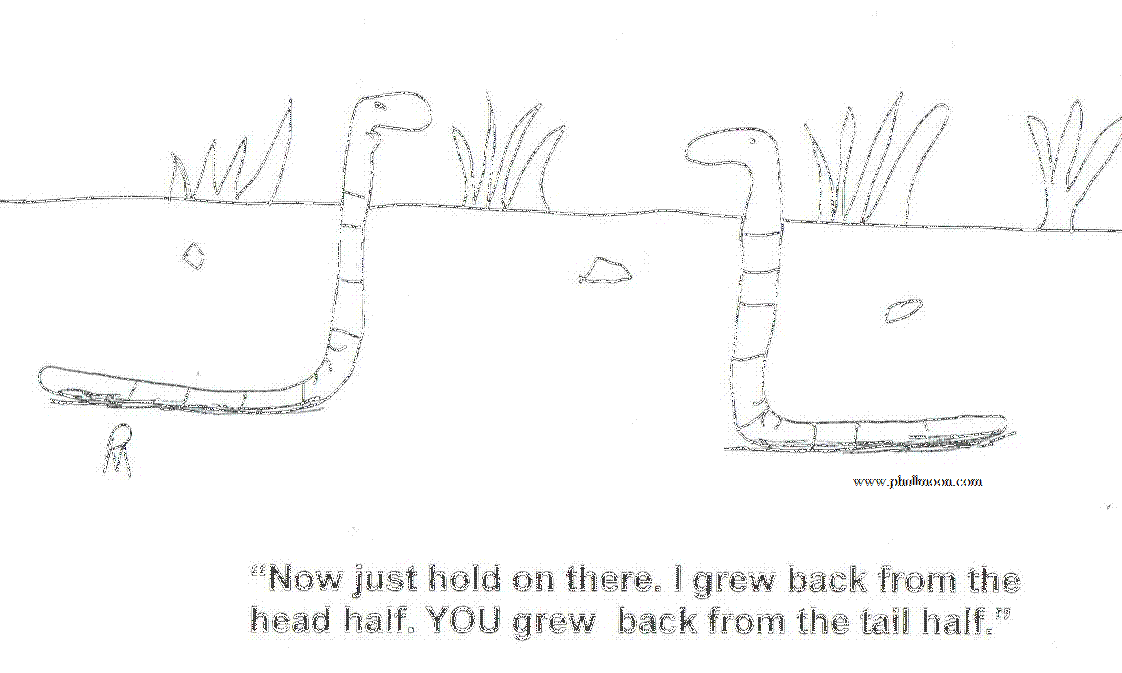 www.phullmoon.com
“Now just hold on there. I grew back from the
head half. YOU grew back from the tail half.”